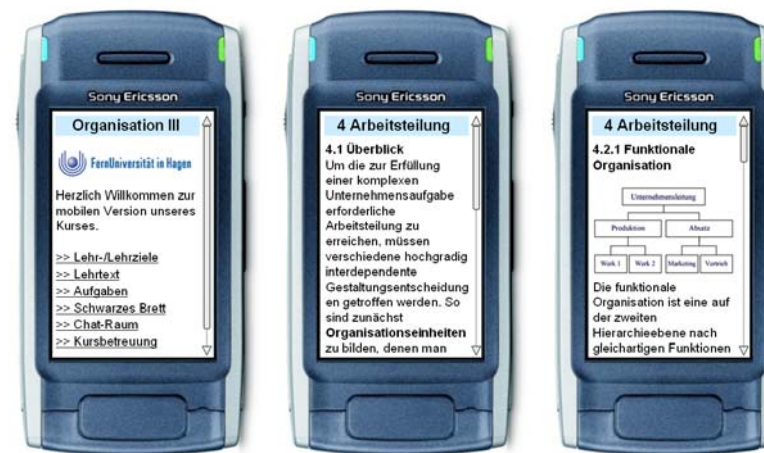 Sony Ericsson
Organisation III
FernUniversität in Hagen
Herzlich Willkommen zur
mobilen Version unseres
Kurses.
>> Lehr-/Lehrziele
>> Lehrtext
>> Aufgaben
>> Schwarzes Brett
>> Chat-Raum
>> Kursbetreuung
Sony Ericsson
4 Arbeitsteilung
4.1 Überblick
Um die zur Erfüllung
einer komplexen
Unternehmensaufgabe
erforderliche
Arbeitsteilung zu
erreichen, müssen
verschiedene hochgradig
interdependente
Gestaltungsentscheidung
en getroffen werden. So
sind zunächst
Organisationseinheiten
zu bilden, denen man
Sony Ericsson
4 Arbeitsteilung
4.2.1 Funktionale
Organisation
Unternehmensleitung
Produktion Absatz
Werk 1 Werk 2 Marketing Vertrieb
Die funktionale
Organisation ist eine auf
der zweiten
Hierarchieebene nach
gleichartigen Funktionen